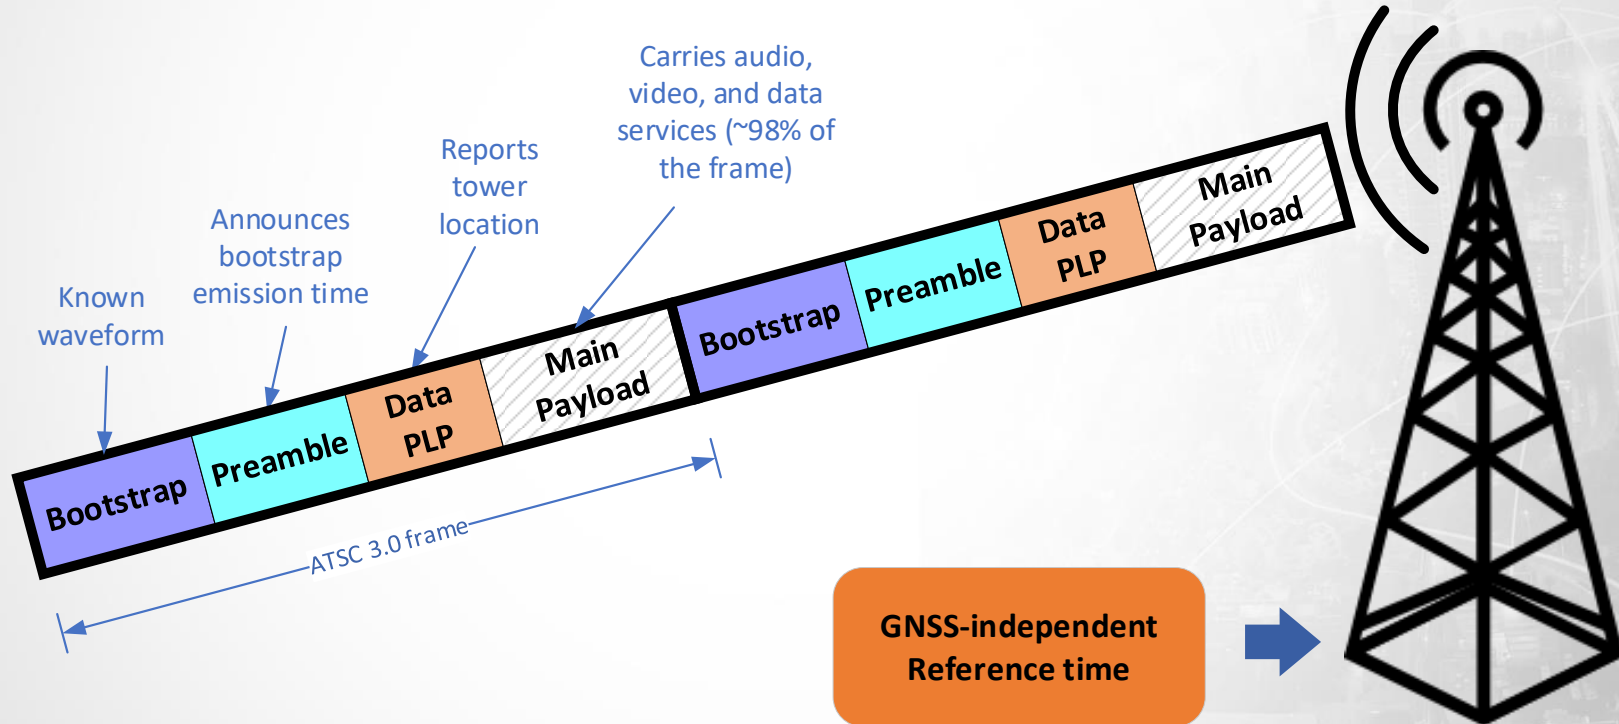 Carries audio,
video, and data
services (~98% of
the frame)
Reports
tower
location
Announces
bootstrap
emission time
Known
waveform
Bootstrap
Preamble
Data
PLP
Main
Payload
Bootstrap
Preamble
Data
PLP
Main
Payload
ATSC 3.0 frame
GNSS-independent
Reference time